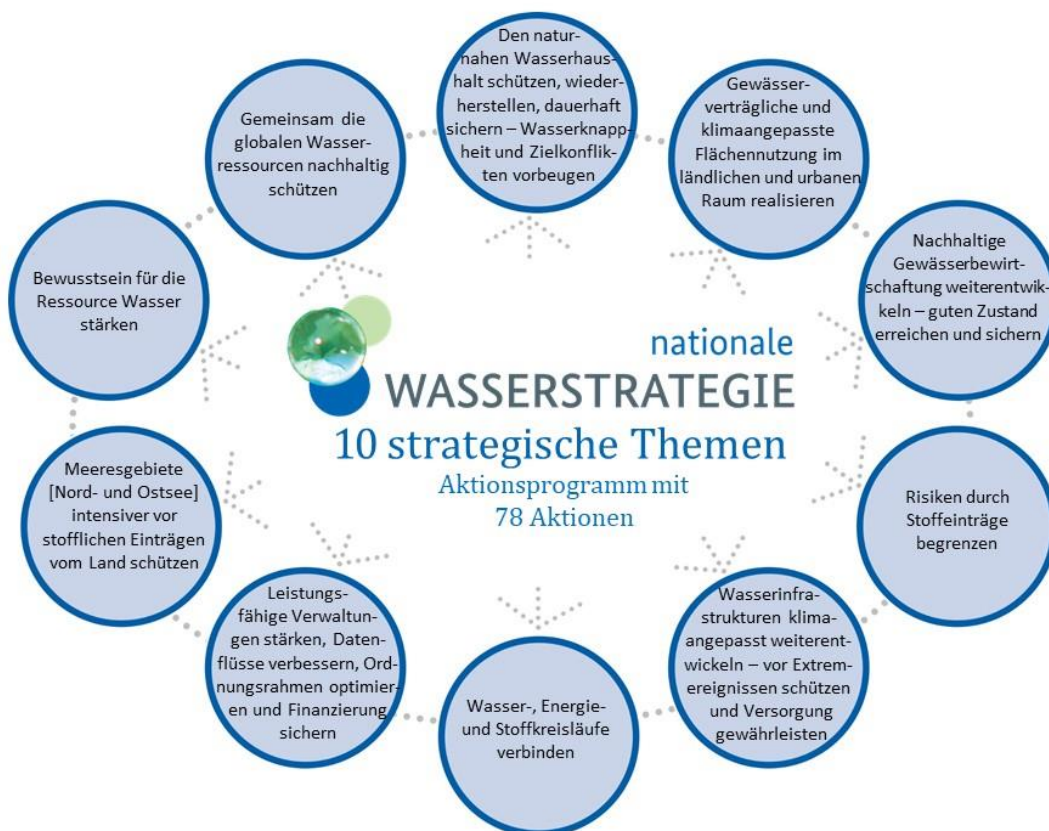 Den natur-
nahen Wasserhaus-
halt schützen, wieder-
herstellen, dauerhaft
sichern – Wasserknapp-
heit und Zielkonflik-
ten vorbeugen
Gewässer-
verträgliche und
klimaangepasste
Flächennutzung im
ländlichen und urbanen
Raum realisieren
Nachhaltige
Gewässerbewirt-
schaftung weiterentwik-
keln – guten Zustand
erreichen und sichern
Risiken durch
Stoffeinträge
begrenzen
Wasserinfra-
strukturen klima-
angepasst weiterent-
wickeln – vor Extrem-
ereignissen schützen
und Versorgung
gewährleisten
Wasser-, Energie-
und Stoffkreisläufe
verbinden
Leistungs-
fähige Verwaltun-
gen stärken, Daten-
flüsse verbessern, Ord-
nungsrahmen optimier-
en und Finanzierung
sichern
Meeresgebiete
[Nord- und Ostsee]
intensiver vor
stofflichen Einträgen
vom Land schützen
Bewusstsein für die
Ressource Wasser
stärken
Gemeinsam die
globalen Wasser-
ressourcen nachhaltig
schützen
nationale
WASSERSTRATEGIE
10 strategische Themen
Aktionsprogramm mit
78 Aktionen